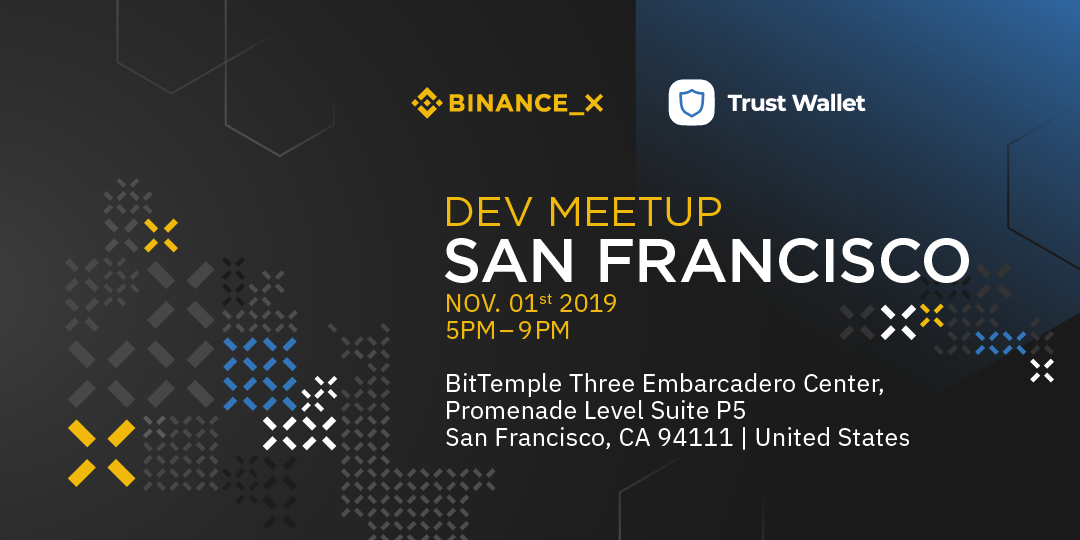 BINANCE_X
Trust Wallet
DEV MEETUP
SAN FRANCISCO
NOV. 01st 2019
5PM – 9PM
BitTemple Three Embarcadero Center,
Promenade Level Suite P5
San Francisco, CA 94111 | United States